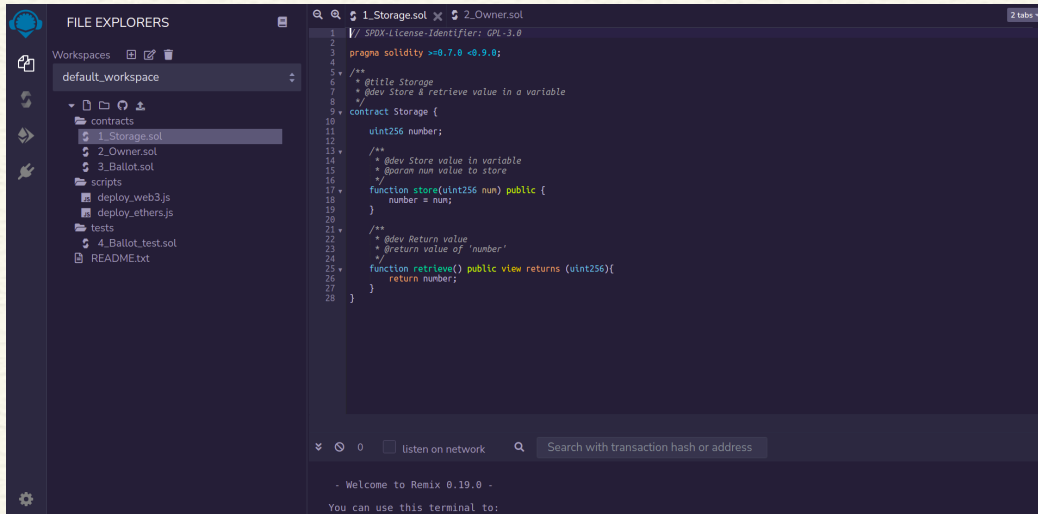 FILE EXPLORERS
Workspaces
default_workspace
contracts
1_Storage.sol
2_Owner.sol
3_Ballot.sol
scripts
deploy_web3.js
deploy_ethers.js
tests
4_Ballot_test.sol
README.txt
1_Storage.sol 2_Owner.sol
2 tabs
1 // SPDX-License-Identifier: GPL-3.0
2
3 pragma solidity >=0.7.0 <0.9.0;
4
5 /**
6 * @title Storage
7 * @dev Store & retrieve value in a variable
8 */
9 contract Storage {
10
11 uint256 number;
12
13 /**
14 * @dev Store value in variable
15 * @param num value to store
16 */
17 function store(uint256 num) public {
18 number = num;
19 }
20
21 /**
22 * @dev Return value
23 * @return value of 'number'
24 */
25 function retrieve() public view returns (uint256){
26 return number;
27 }
28 }
0 listen on network Search with transaction hash or address
- Welcome to Remix 0.19.0 -
You can use this terminal to: